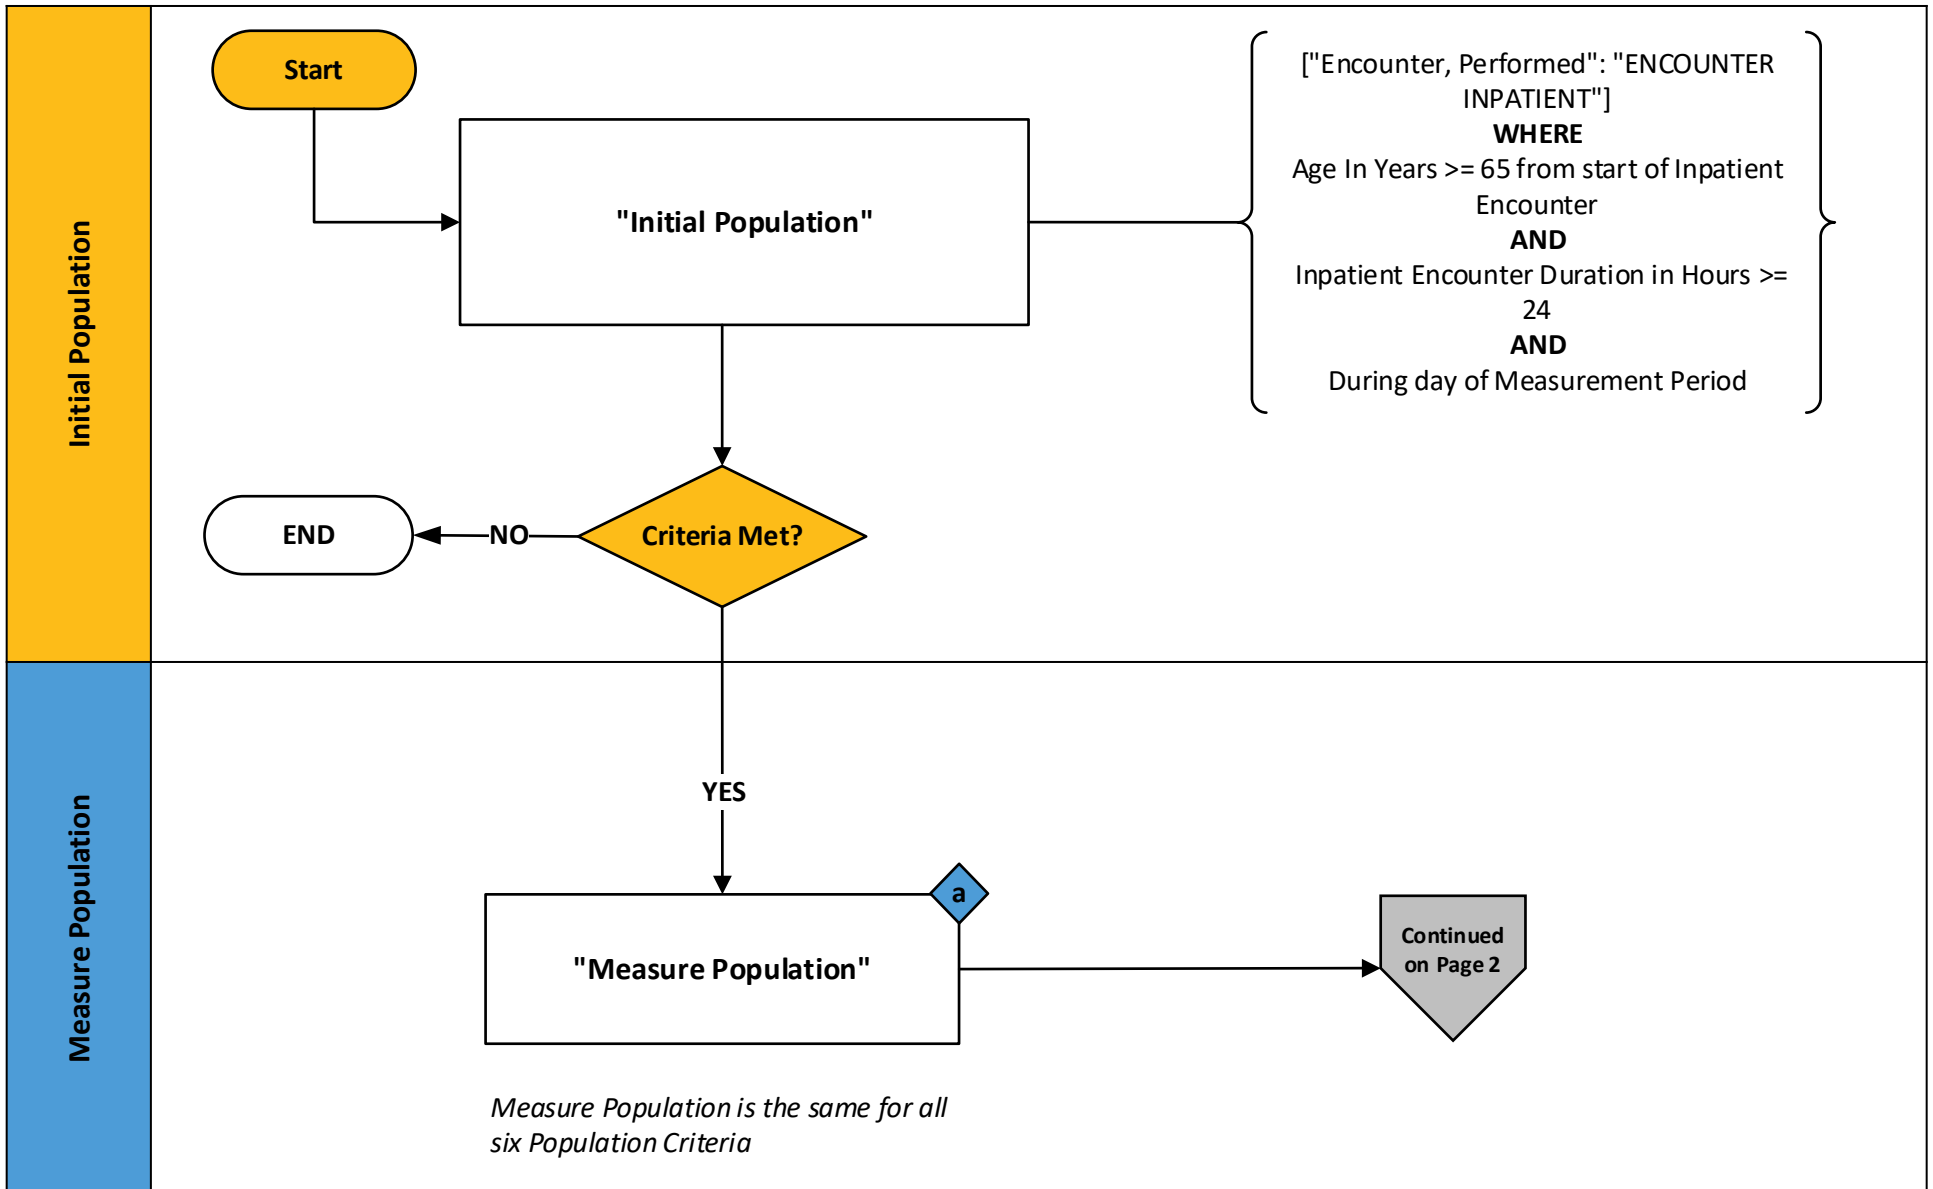 Initial Population
Start
"Initial Population"
["Encounter, Performed": "ENCOUNTER
INPATIENT"]
WHERE
Age In Years >= 65 from start of Inpatient
Encounter
AND
Inpatient Encounter Duration in Hours >=
24
AND
During day of Measurement Period
END
NO
Criteria Met?
Measure Population
YES
a
"Measure Population"
Continued
on Page 2
Measure Population is the same for all
six Population Criteria